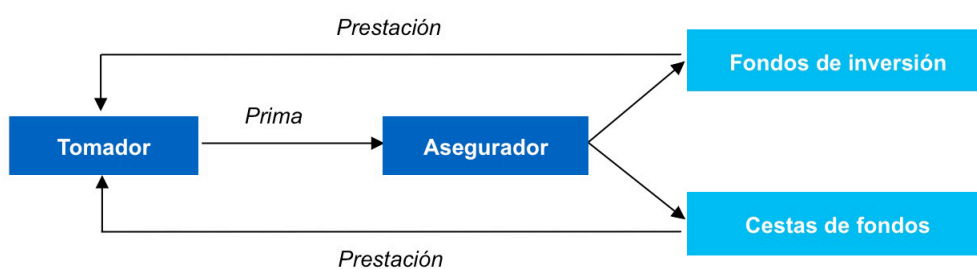 Prestación
Fondos de inversión
Prima
Tomador
Asegurador
Cestas de fondos
Prestación